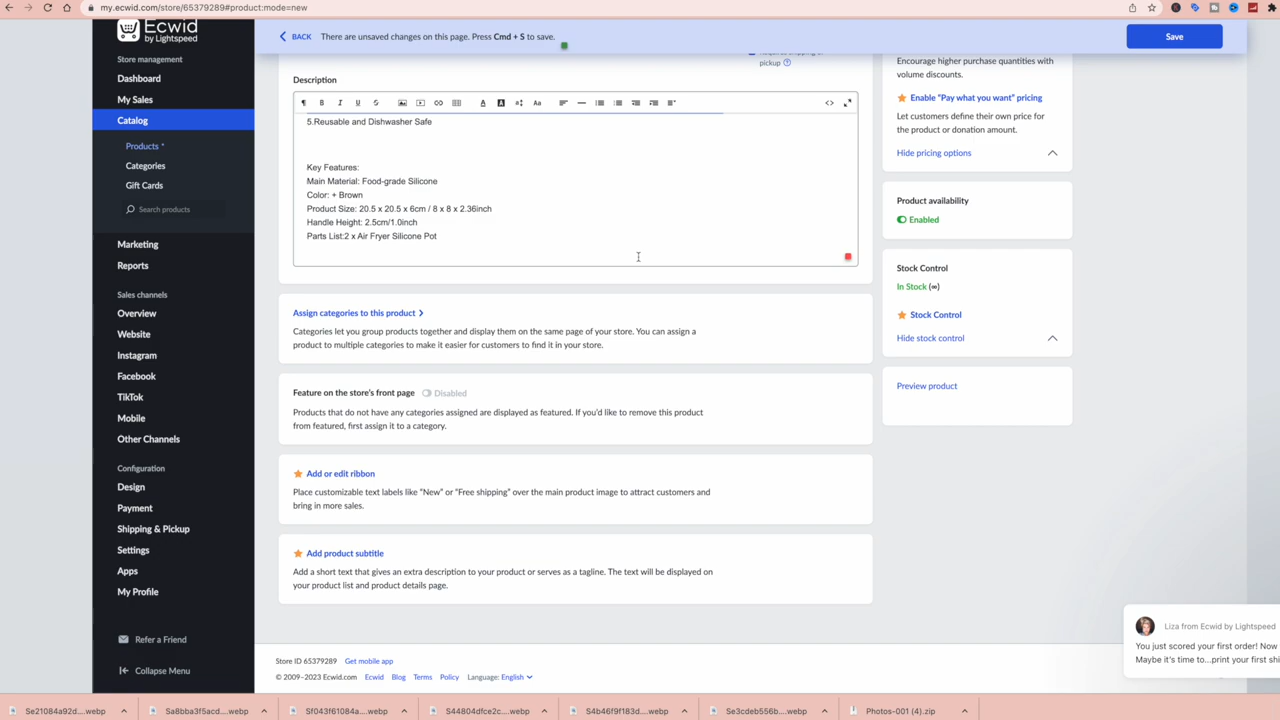 my.ecwid.com/store/65379289#product:mode=new
Ecwid
by Lightspeed
Store management
Dashboard
My Sales
Catalog
Products *
Categories
Gift Cards
Search products
Marketing
Reports
Sales channels
Overview
Website
Instagram
Facebook
TikTok
Mobile
Other Channels
Configuration
Design
Payment
Shipping & Pickup
Settings
Apps
My Profile
Refer a Friend
Collapse Menu
BACK There are unsaved changes on this page. Press Cmd + S to save.
Save
pickup
Description
5.Reusable and Dishwasher Safe
Key Features:
Main Material: Food-grade Silicone
Color: + Brown
Product Size: 20.5 x 20.5 x 6cm / 8 x 8 x 2.36inch
Handle Height: 2.5cm/1.0inch
Parts List:2 x Air Fryer Silicone Pot
Assign categories to this product
Categories let you group products together and display them on the same page of your store. You can assign a
product to multiple categories to make it easier for customers to find it in your store.
Feature on the store's front page Disabled
Products that do not have any categories assigned are displayed as featured. If you'd like to remove this product
from featured, first assign it to a category.
Add or edit ribbon
Place customizable text labels like "New" or "Free shipping" over the main product image to attract customers and
bring in more sales.
Add product subtitle
Add a short text that gives an extra description to your product or serves as a tagline. The text will be displayed on
your product list and product details page.
Encourage higher purchase quantities with
volume discounts.
Enable "Pay what you want" pricing
Let customers define their own price for
the product or donation amount.
Hide pricing options
Product availability
Enabled
Stock Control
In Stock (∞)
Stock Control
Hide stock control
Preview product
Liza from Ecwid by Lightspeed
You just scored your first order! Now
Maybe it's time to...print your first shi
Store ID 65379289 Get mobile app
© 2009–2023 Ecwid.com Ecwid Blog Terms Policy Language: English
Se21084a92d....webp
Sa8bba3f5acd....webp
Sf043f61084a....webp
S44804dfce2c....webp
S4b46f9f183d....webp
Se3cdeb556b....webp
Photos-001 (4).zip